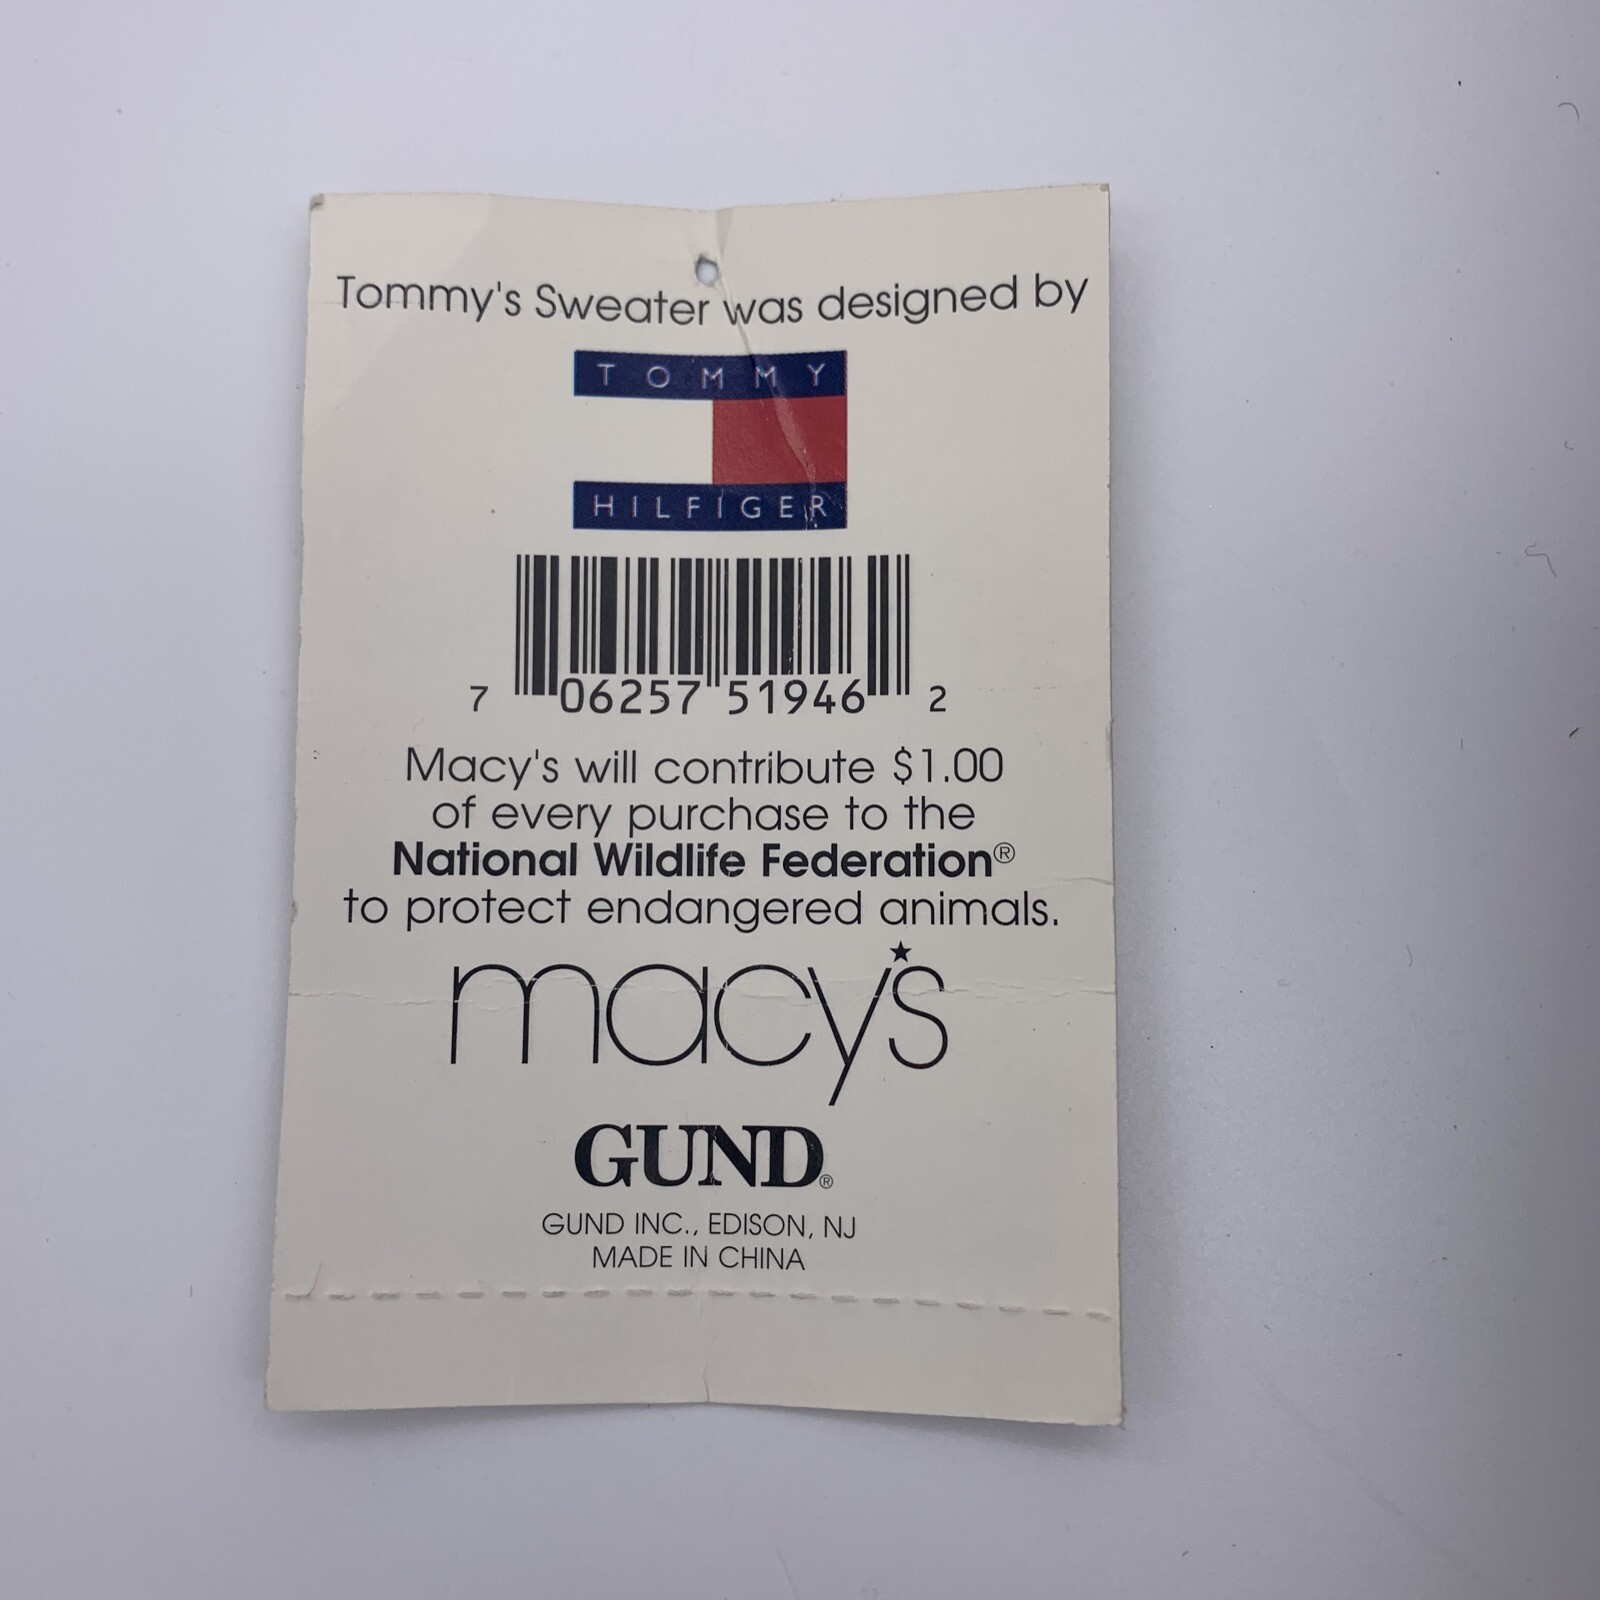 Tommy's Sweater was designed by
TOMMY
HILFIGER
7 06257 51946 2
Macy's will contribute $1.00
of every purchase to the
National Wildlife Federation®
to protect endangered animals.
macy's
GUND®
GUND INC., EDISON, NJ
MADE IN CHINA